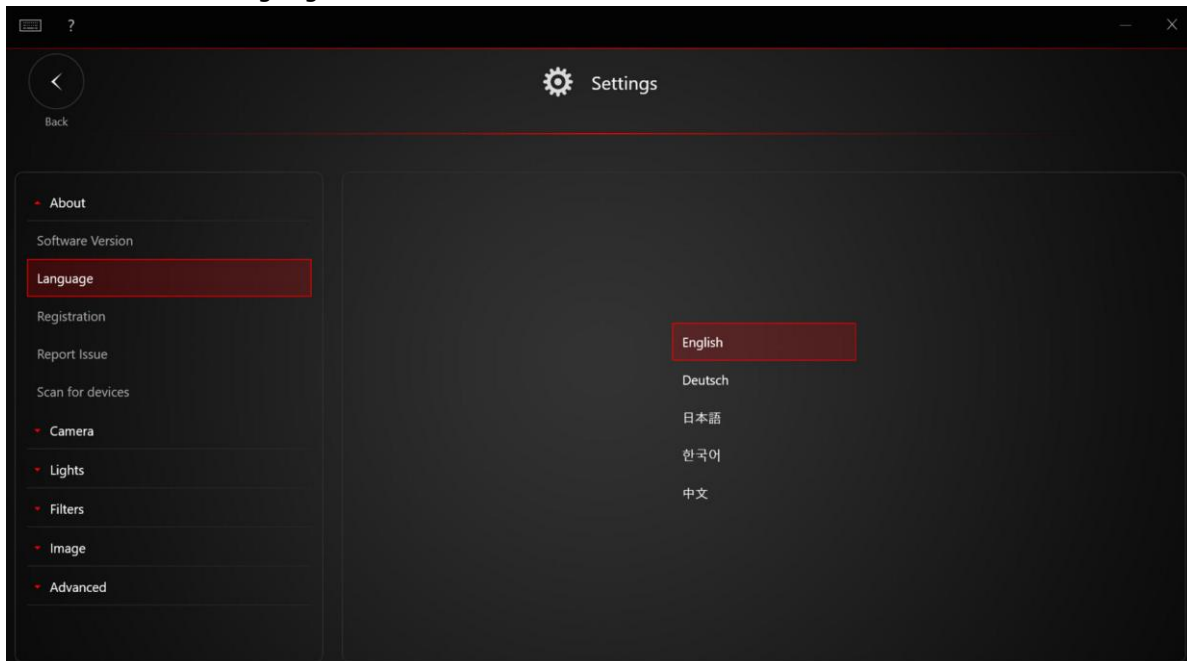 ?
Settings
Back
About
Software Version
Language
Registration
Report Issue
Scan for devices
Camera
Lights
Filters
Image
Advanced
English
Deutsch
日本語
한국어
中文